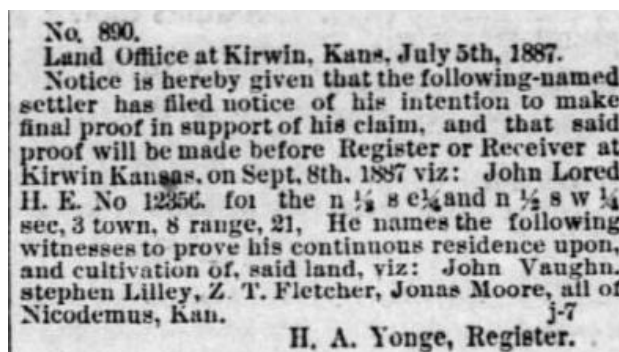 No. 890.
Land Offiice at Kirwin, Kans, July 5th, 1887.
Notice is hereby given that the following-named
settler has filed notice of his intention to make
final proof in support of his claim, and that said
proof will be made before Register or Receiver at
Kirwin Kansas, on Sept. 8th. 1887 viz: John Lored
H. E. No 12356. for the n ½ s e¼ and n ½ s w ¼
sec, 3 town, 8 range, 21, He names the following
witnesses to prove his continuous residence upon,
and cultivation of, said land, viz: John Vaughn.
stephen Lilley, Z. T. Fletcher, Jonas Moore, all of
Nicodemus, Kan. j-7
H. A. Yonge, Register.